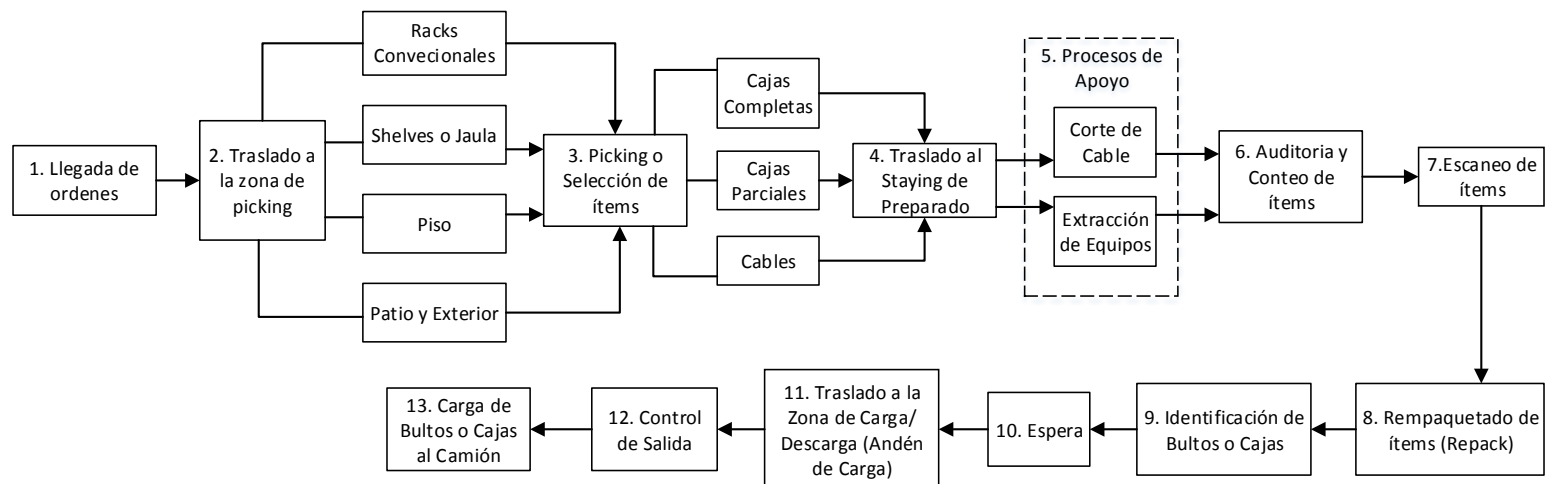 1. Llegada de
ordenes
2. Traslado a
la zona de
picking
Racks
Convecionales
Shelves o Jaula
Piso
Patio y Exterior
3. Picking o
Selección de
ítems
Cajas
Completas
Cajas
Parciales
Cables
4. Traslado al
Staying de
Preparado
5. Procesos de
Apoyo
Corte de
Cable
Extracción
de Equipos
6. Auditoria y
Conteo de
ítems
7.Escaneo de
ítems
8. Rempaquetado de
ítems (Repack)
9. Identificación de
Bultos o Cajas
10. Espera
11. Traslado a la
Zona de Carga/
Descarga (Andén
de Carga)
12. Control
de Salida
13. Carga de
Bultos o Cajas
al Camión